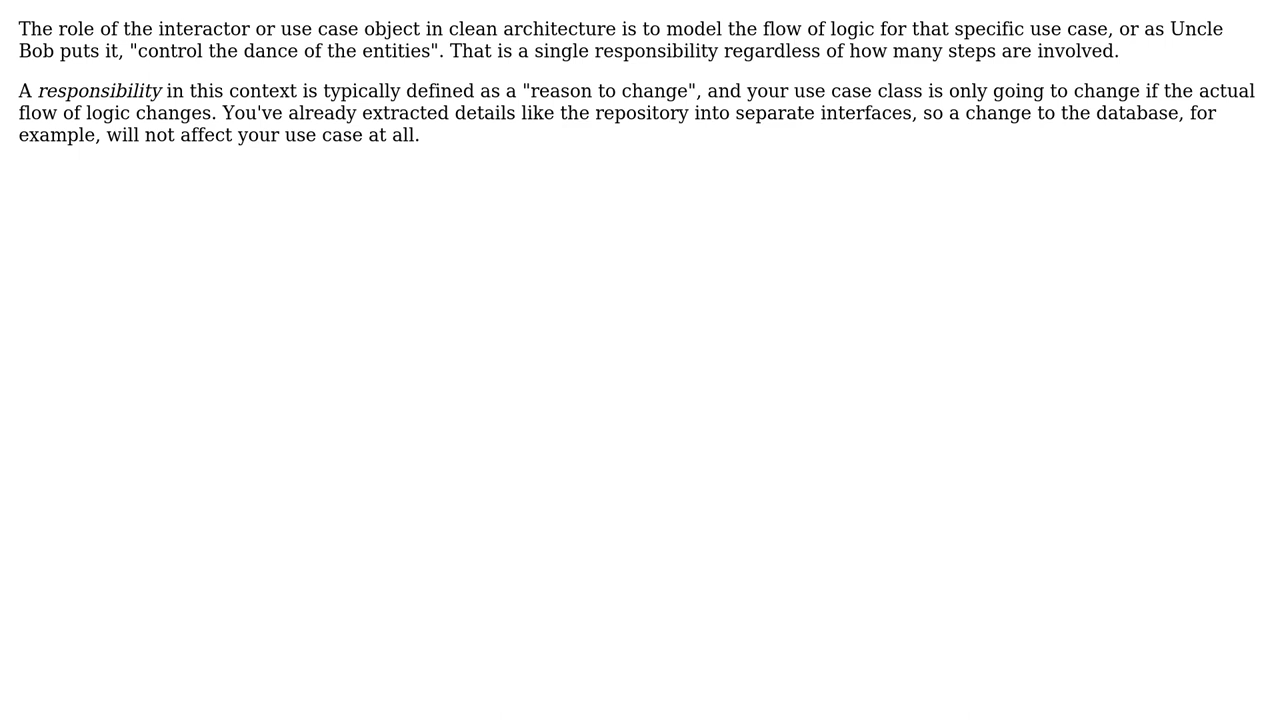 The role of the interactor or use case object in clean architecture is to model the flow of logic for that specific use case, or as Uncle
Bob puts it, "control the dance of the entities". That is a single responsibility regardless of how many steps are involved.
A responsibility in this context is typically defined as a "reason to change", and your use case class is only going to change if the actual
flow of logic changes. You've already extracted details like the repository into separate interfaces, so a change to the database, for
example, will not affect your use case at all.